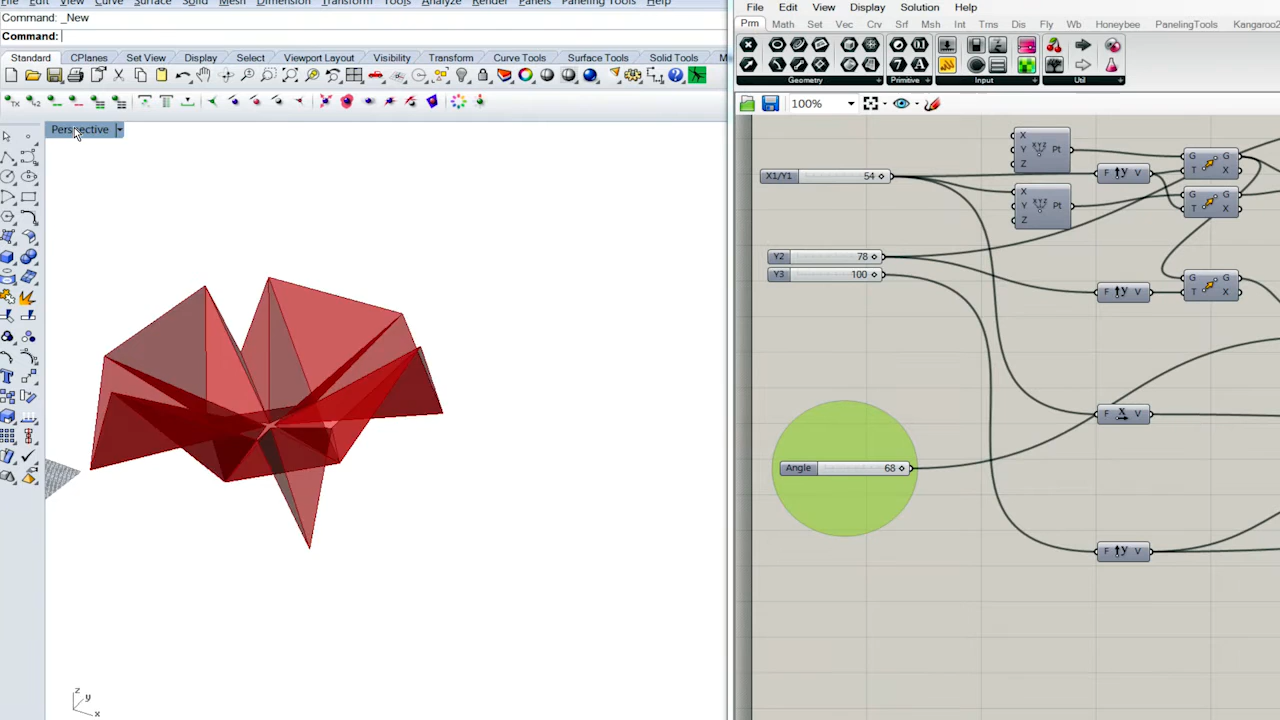 File Edit View Curve Surface Solid Mesh Dimension Transform Tools Analyze Render Panels Paneling Tools Help
Command: _New
Command:
Standard CPlanes Set View Display Select Viewport Layout Visibility Transform Curve Tools Surface Tools Solid Tools M
Perspective
z
y
x
File Edit View Display Solution Help
Prm Math Set Vec Crv Srf Msh Int Trns Dis Fly Wb Honeybee PanelingTools Kangaroo
Geometry + Primitive + Input + Util +
100%
X
Y Pt
Z
X1/Y1 54
F y V
G G
T X
X
Y Pt
Z
G G
T X
Y2 78
Y3 100
F y V
G G
T X
F x V
Angle 68
F y V